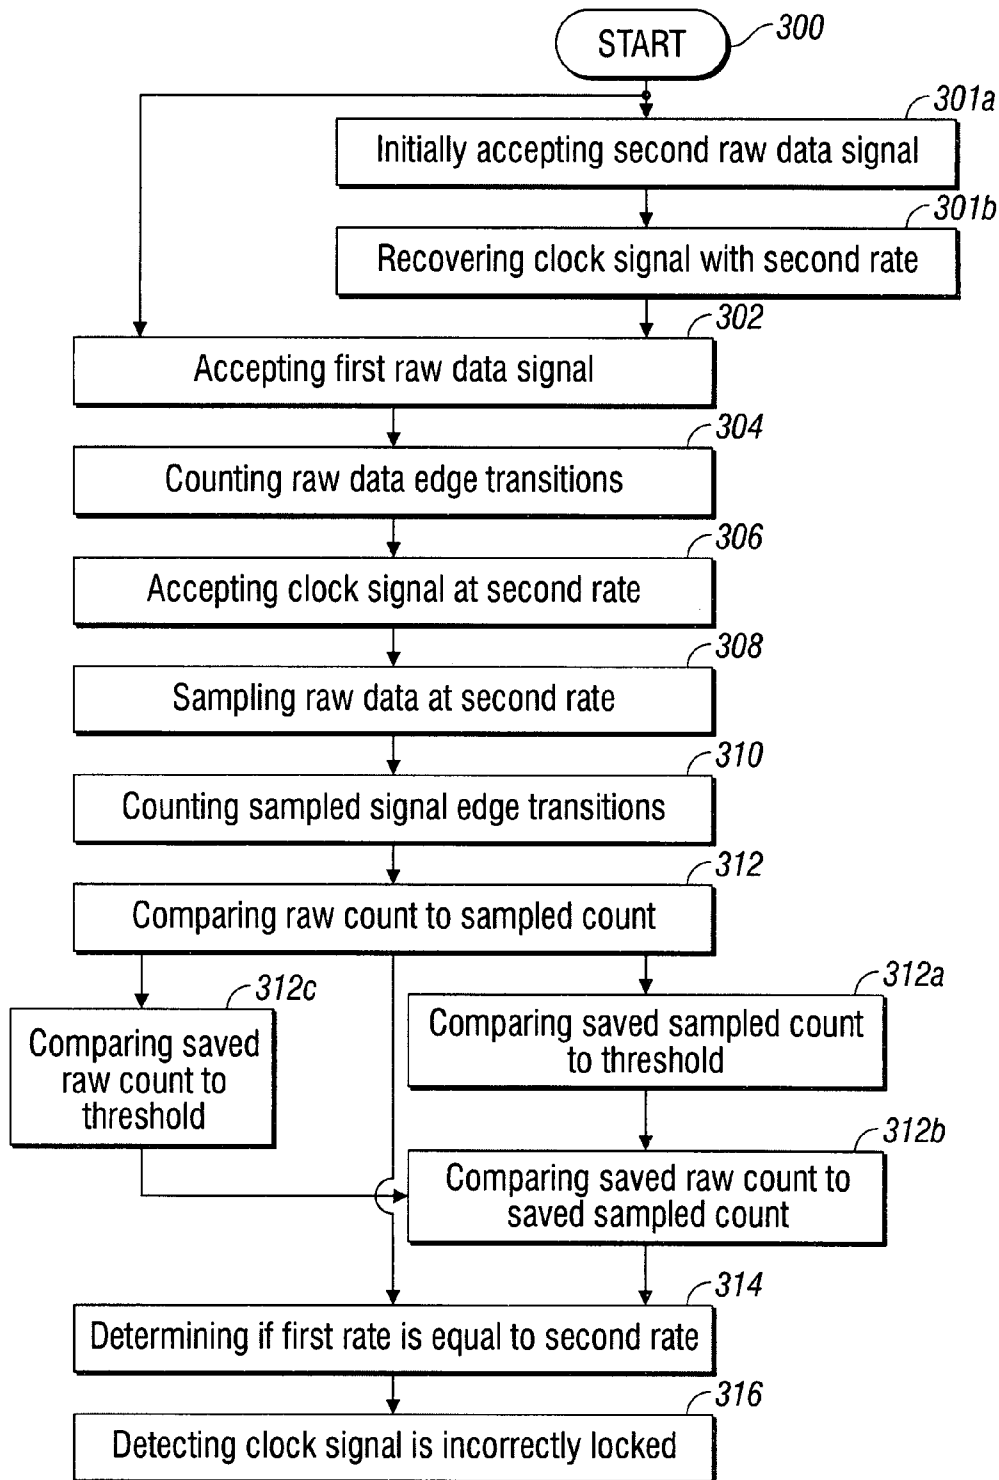 START
300
301a
Initially accepting second raw data signal
301b
Recovering clock signal with second rate
302
Accepting first raw data signal
304
Counting raw data edge transitions
306
Accepting clock signal at second rate
308
Sampling raw data at second rate
310
Counting sampled signal edge transitions
312
Comparing raw count to sampled count
312c
Comparing saved
raw count to
threshold
312a
Comparing saved sampled count
to threshold
312b
Comparing saved raw count to
saved sampled count
314
Determining if first rate is equal to second rate
316
Detecting clock signal is incorrectly locked